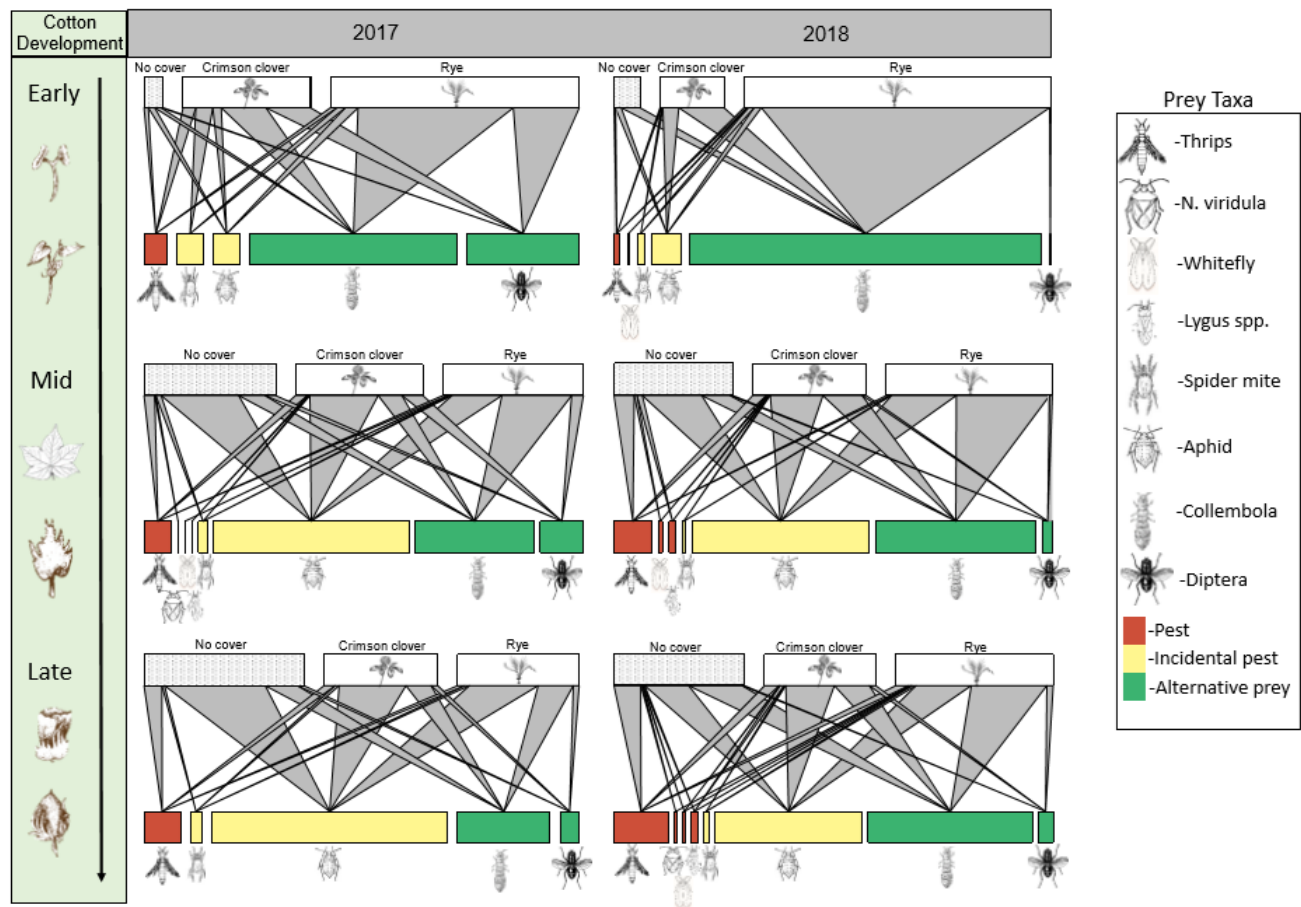 Cotton
Development
2017
2018
No cover
Crimson clover
Rye
No cover
Crimson clover
Rye
Early
Prey Taxa
-Thrips
-N. viridula
-Whitefly
-Lygus spp.
-Spider mite
-Aphid
-Collembola
-Diptera
-Pest
-Incidental pest
-Alternative prey
Mid
No cover
Crimson clover
Rye
No cover
Crimson clover
Rye
Late
No cover
Crimson clover
Rye
No cover
Crimson clover
Rye